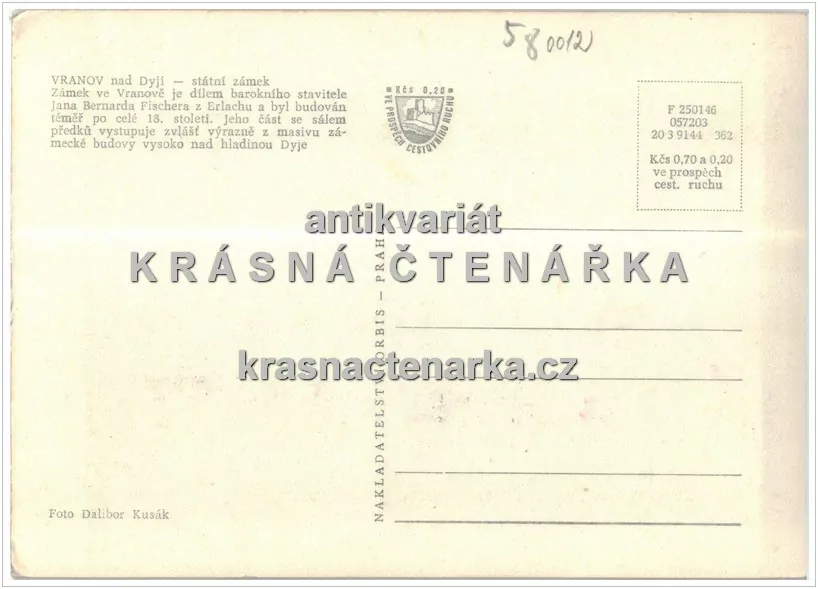 58 0012
VRANOV nad Dyjí — státní zámek
Zámek ve Vranově je dílem barokního stavitele
Jana Bernarda Fischera z Erlachu a byl budován
téměř po celé 18. století. Jeho část se sálem
předků vystupuje zvlášť výrazně z masivu zá-
mecké budovy vysoko nad hladinou Dyje
Kčs 0,20
VE PROSPĚCH CESTOVNÍHO RUCHU
F 250146
057203
20 3 9144 362
Kčs 0,70 a 0,20
ve prospěch
cest. ruchu
antikvariát
KRÁSNÁ ČTENÁŘKA
krasnactenarka.cz
NAKLADATELSTVÍ ORBIS — PRAHA
Foto Dalibor Kusák